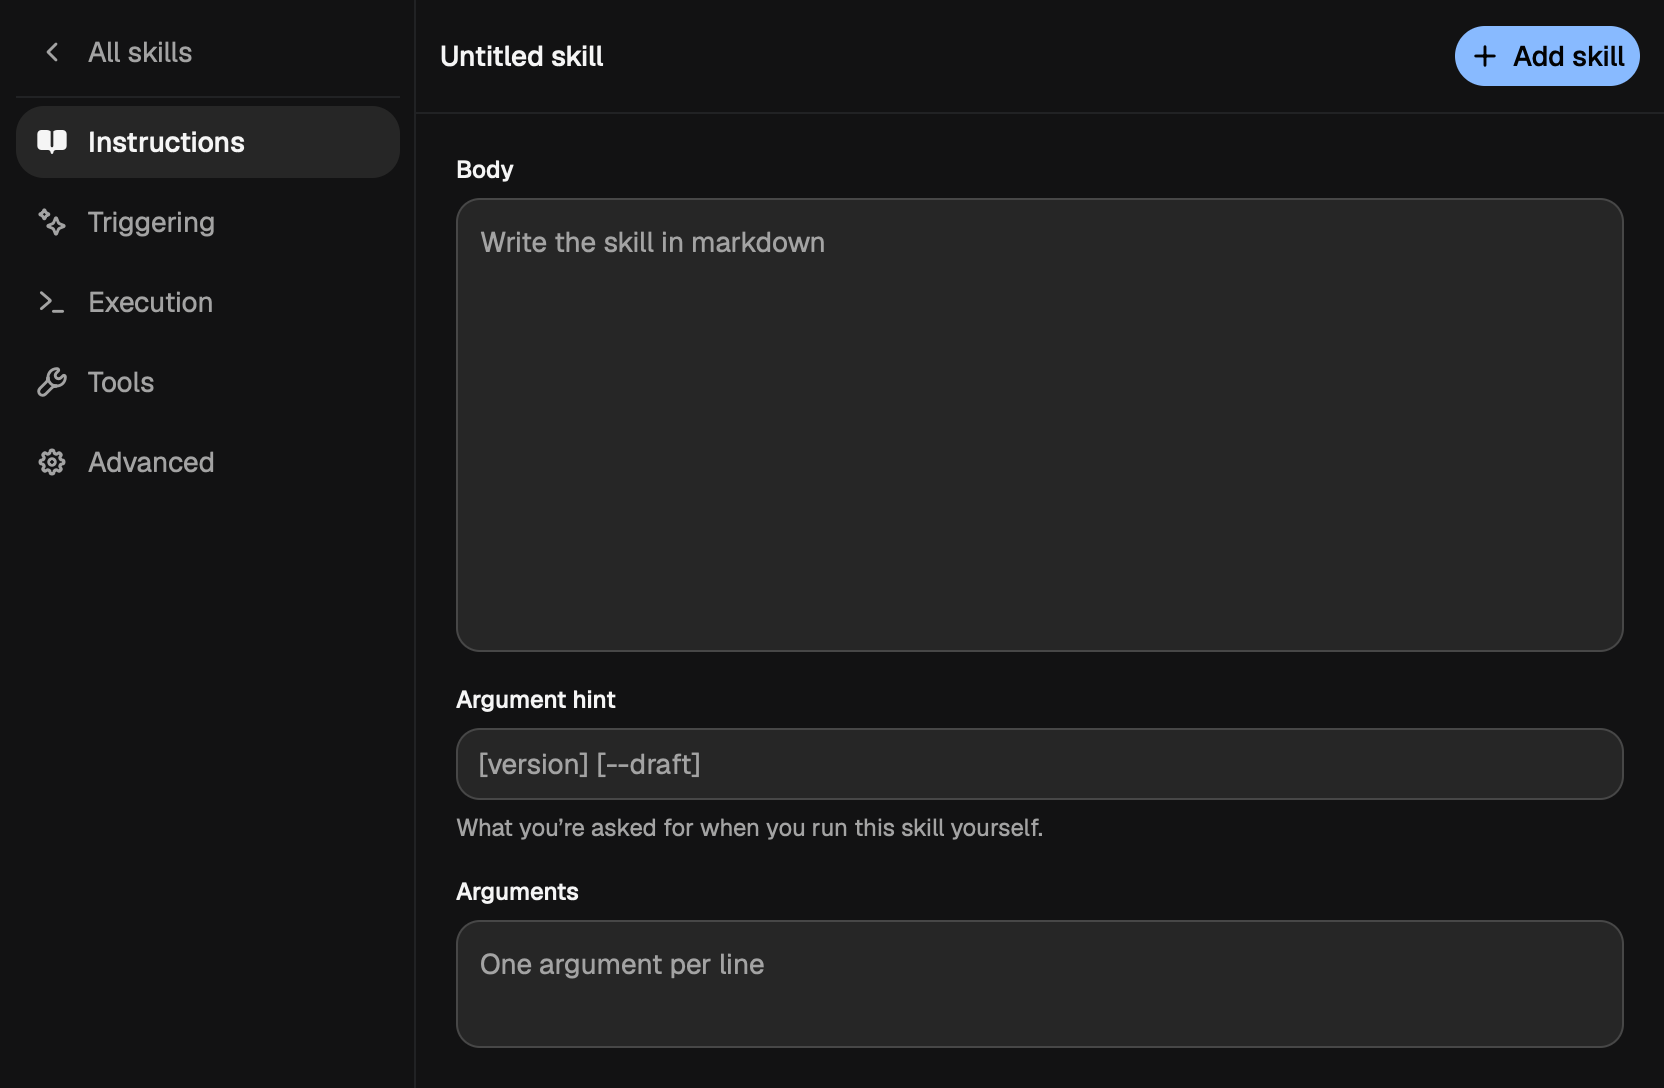 All skills
Instructions
Triggering
Execution
Tools
Advanced
Untitled skill
Add skill
Body
Write the skill in markdown
Argument hint
[version] [--draft]
What you’re asked for when you run this skill yourself.
Arguments
One argument per line